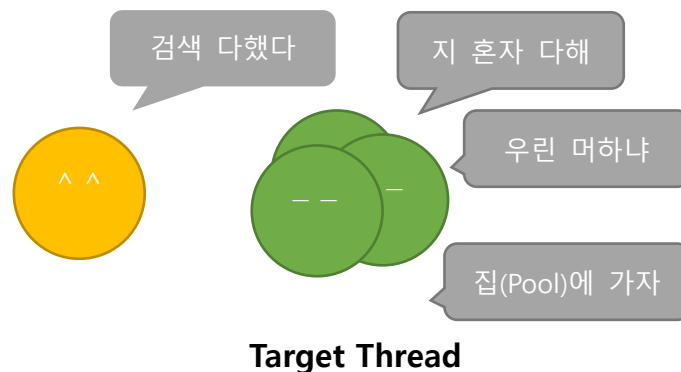 검색 다했다
지 혼자 다해
우린 머하냐
^ ^
– – –
집(Pool)에 가자
Target Thread